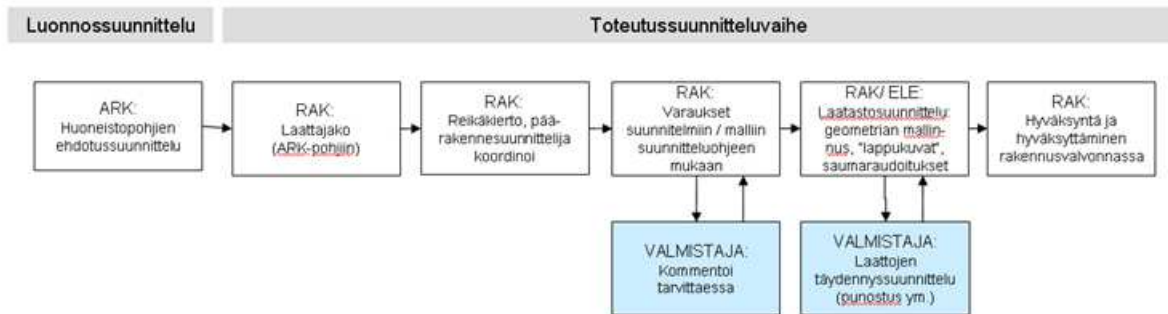 Luonnossuunnittelu
Toteutussuunnitteluvaihe
ARK:
Huoneistopohjien
ehdotussuunnittelu
RAK:
Laattajako
(ARK-pohjiin)
RAK:
Reikäkierto, pää-
rakennesuunnittelija
koordinoi
RAK:
Varaukset
suunnitelmiin / malliin
suunnitteluohjeen
mukaan
RAK/ ELE:
Laatastosuunnittelu:
geometrian mallin-
nus, "lappukuvat",
saumaraudoitukset
RAK:
Hyväksyntä ja
hyväksyttäminen
rakennusvalvonnassa
VALMISTAJA:
Kommentoi
tarvittaessa
VALMISTAJA:
Laattojen
täydennyssuunnittelu
(punostus ym.)